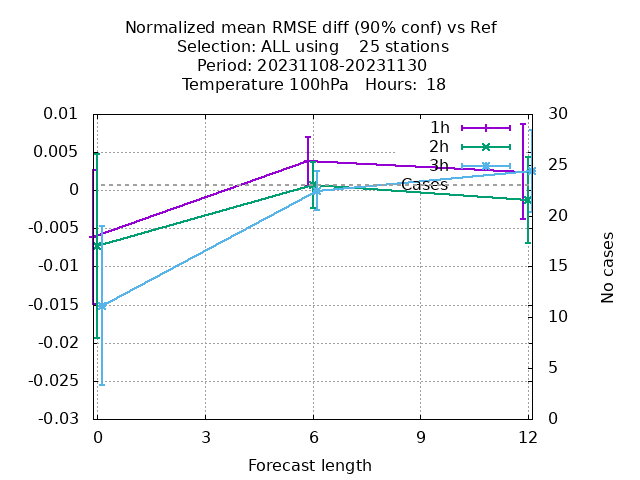 Normalized mean RMSE diff (90% conf) vs Ref
Selection: ALL using    25 stations
Period: 20231108-20231130
Temperature 100hPa   Hours:  18
0.01
0.005
0
-0.005
-0.01
-0.015
-0.02
-0.025
-0.03
30
25
20
15
10
5
0
1h
2h
3h
Cases
No cases
0 3 6 9 12
Forecast length